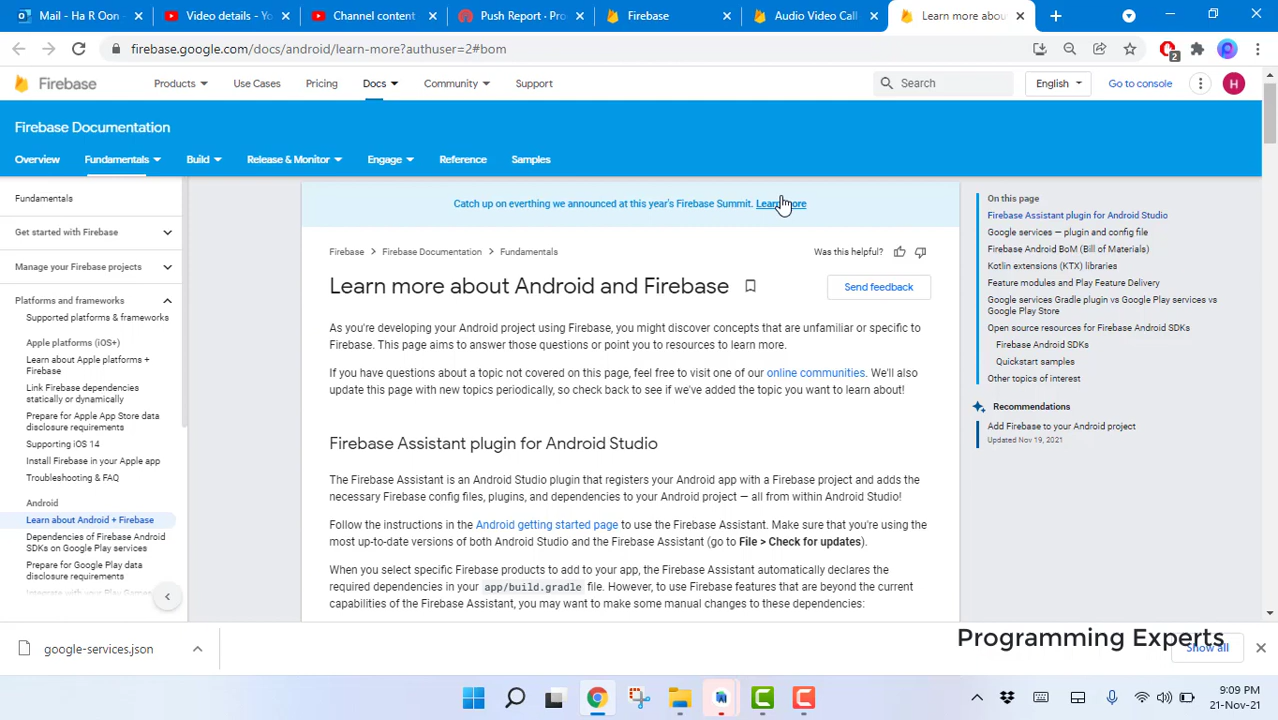 Mail - Ha R Oon -
Video details - Yo
Channel content
Push Report · Pro
Firebase
Audio Video Call
Learn more abou
firebase.google.com/docs/android/learn-more?authuser=2#bom
2
Firebase
Products
Use Cases
Pricing
Docs
Community
Support
Search
English
Go to console
H
Firebase Documentation
Overview
Fundamentals
Build
Release & Monitor
Engage
Reference
Samples
Fundamentals
Get started with Firebase
Manage your Firebase projects
Platforms and frameworks
Supported platforms & frameworks
Apple platforms (iOS+)
Learn about Apple platforms +
Firebase
Link Firebase dependencies
statically or dynamically
Prepare for Apple App Store data
disclosure requirements
Supporting iOS 14
Install Firebase in your Apple app
Troubleshooting & FAQ
Android
Learn about Android + Firebase
Dependencies of Firebase Android
SDKs on Google Play services
Prepare for Google Play data
disclosure requirements
Catch up on everthing we announced at this year's Firebase Summit. Learn more
Firebase > Firebase Documentation > Fundamentals
Was this helpful?
Learn more about Android and Firebase
Send feedback
As you're developing your Android project using Firebase, you might discover concepts that are unfamiliar or specific to
Firebase. This page aims to answer those questions or point you to resources to learn more.
If you have questions about a topic not covered on this page, feel free to visit one of our online communities. We'll also
update this page with new topics periodically, so check back to see if we've added the topic you want to learn about!
Firebase Assistant plugin for Android Studio
The Firebase Assistant is an Android Studio plugin that registers your Android app with a Firebase project and adds the
necessary Firebase config files, plugins, and dependencies to your Android project — all from within Android Studio!
Follow the instructions in the Android getting started page to use the Firebase Assistant. Make sure that you're using the
most up-to-date versions of both Android Studio and the Firebase Assistant (go to File > Check for updates).
When you select specific Firebase products to add to your app, the Firebase Assistant automatically declares the
required dependencies in your app/build.gradle file. However, to use Firebase features that are beyond the current
capabilities of the Firebase Assistant, you may want to make some manual changes to these dependencies:
On this page
Firebase Assistant plugin for Android Studio
Google services — plugin and config file
Firebase Android BoM (Bill of Materials)
Kotlin extensions (KTX) libraries
Feature modules and Play Feature Delivery
Google services Gradle plugin vs Google Play services vs
Google Play Store
Open source resources for Firebase Android SDKs
Firebase Android SDKs
Quickstart samples
Other topics of interest
Recommendations
Add Firebase to your Android project
Updated Nov 19, 2021
google-services.json
Programming Experts
Show all
9:09 PM
21-Nov-21